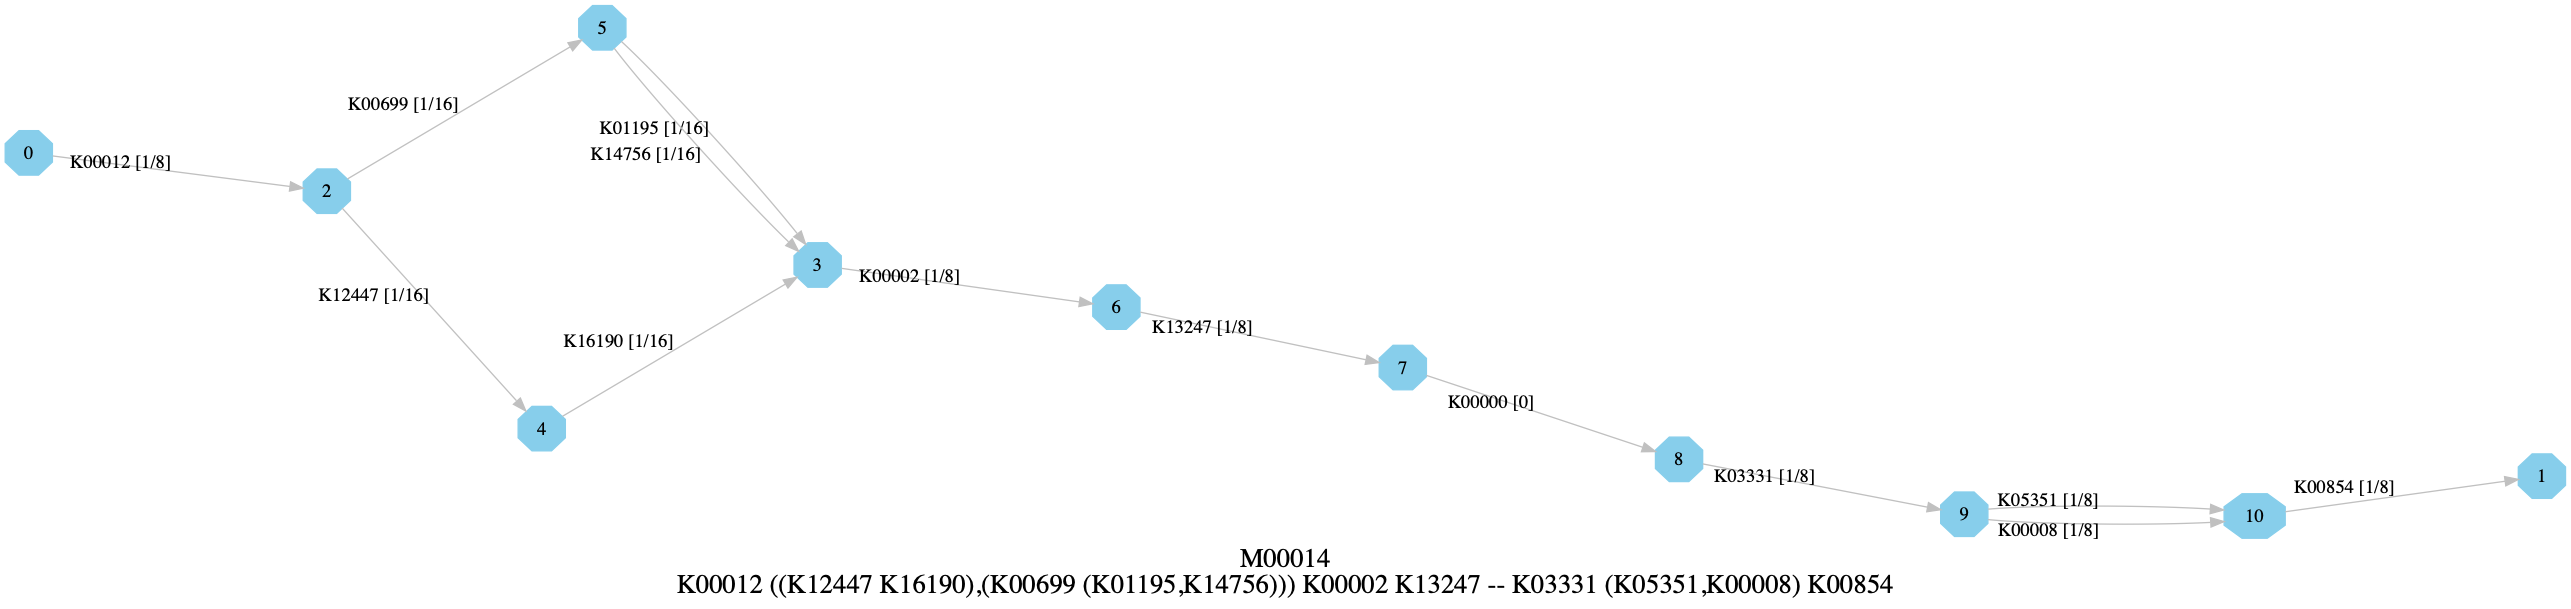 5
K00699 [1/16]
K01195 [1/16]
K14756 [1/16]
0
K00012 [1/8]
2
K12447 [1/16]
3
K00002 [1/8]
6
K16190 [1/16]
K13247 [1/8]
7
K00000 [0]
4
8
K03331 [1/8]
9
K05351 [1/8]
K00008 [1/8]
10
K00854 [1/8]
1
M00014
K00012 ((K12447 K16190),(K00699 (K01195,K14756))) K00002 K13247 -- K03331 (K05351,K00008) K00854